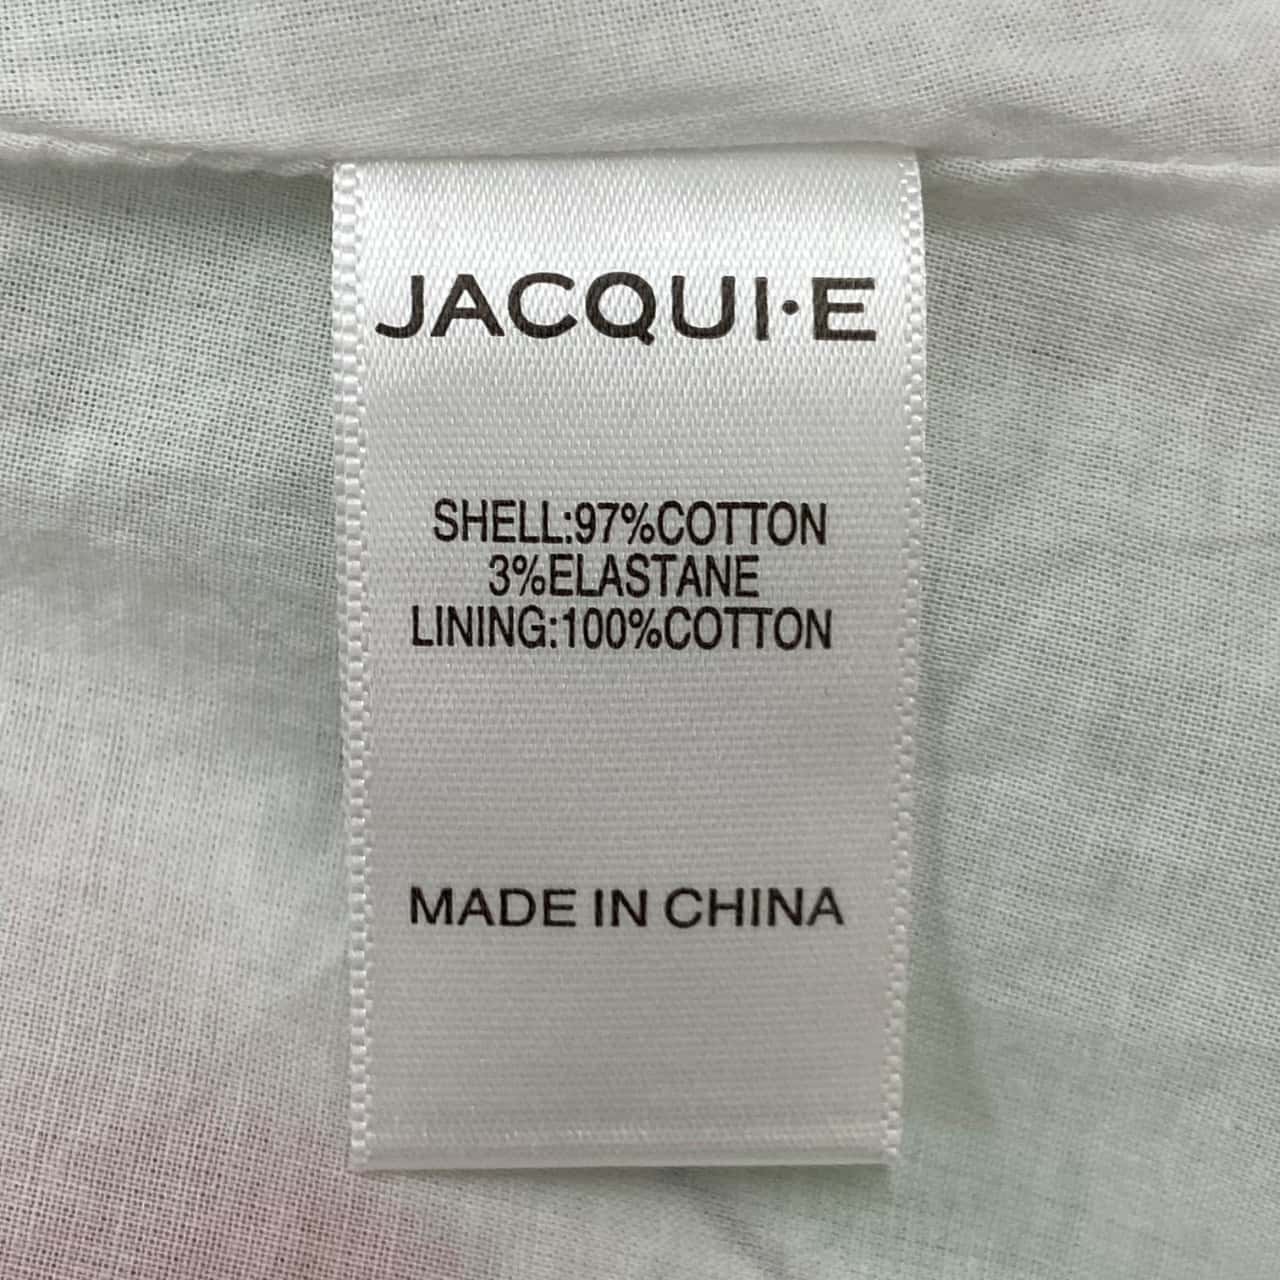 JACQUI·E
SHELL:97%COTTON
3%ELASTANE
LINING:100%COTTON
MADE IN CHINA